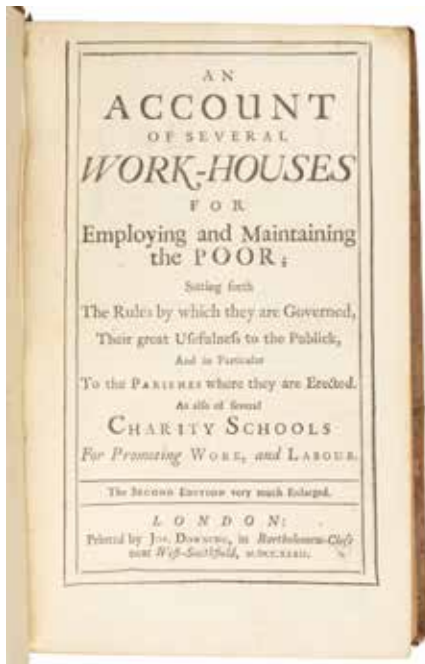 AN
ACCOUNT
OF SEVERAL
WORK-HOUSES
FOR
Employing and Maintaining
the POOR;
Setting forth
The Rules by which they are Governed,
Their great Uſefulneſs to the Publick,
And in Particular
To the PARISHES where they are Erected.
As alſo of Several
CHARITY SCHOOLS
For Promoting WORK, and LABOUR.
The SECOND EDITION very much Enlarged.
LONDON:
Printed by JOS. DOWNING, in Bartholomew-Cloſe
near Weſt-Smithfield, M.DCC.XXXII.